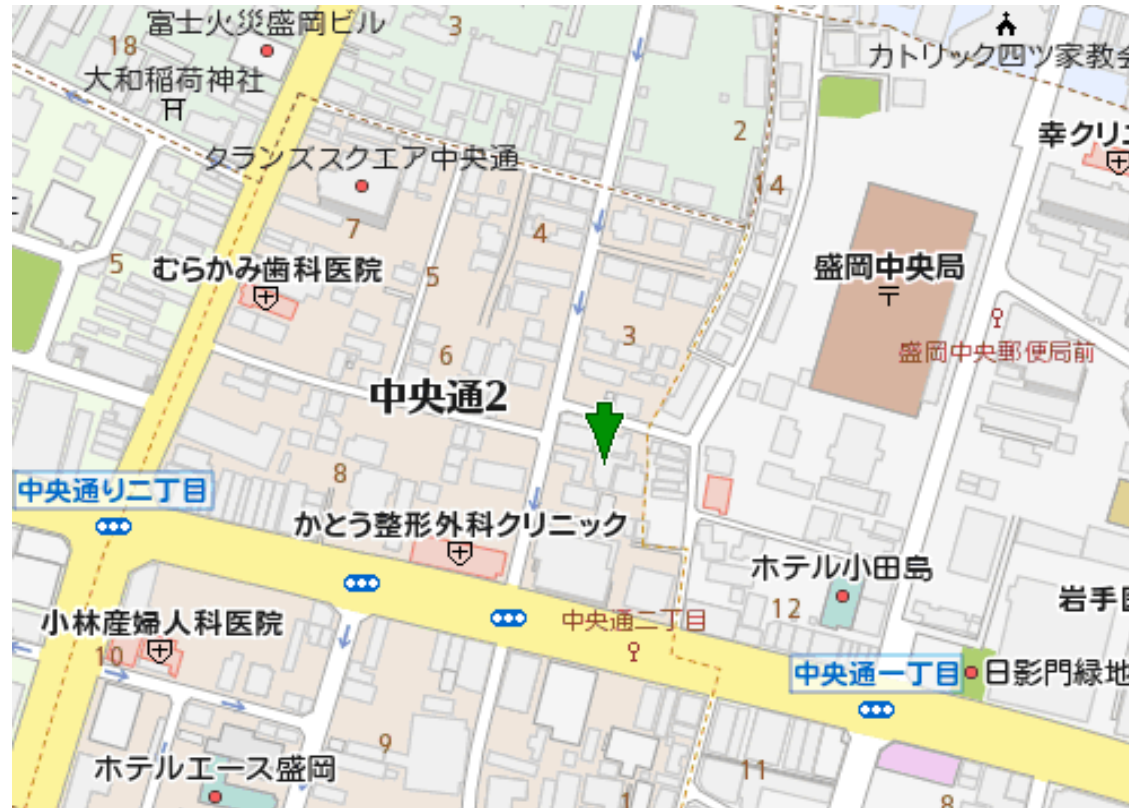 富士火災盛岡ビル
3
18
カトリック四ツ家教会
大和稲荷神社
2
幸クリニ
タランズスクエア中央通
14
7
4
5
むらかみ歯科医院
5
盛岡中央局
3
6
盛岡中央郵便局前
中央通2
8
中央通り二丁目
かとう整形外科クリニック
ホテル小田島
12
岩手医
小林産婦人科医院
中央通二丁目
10
中央通一丁目
日影門緑地
9
ホテルエース盛岡
11
1
8